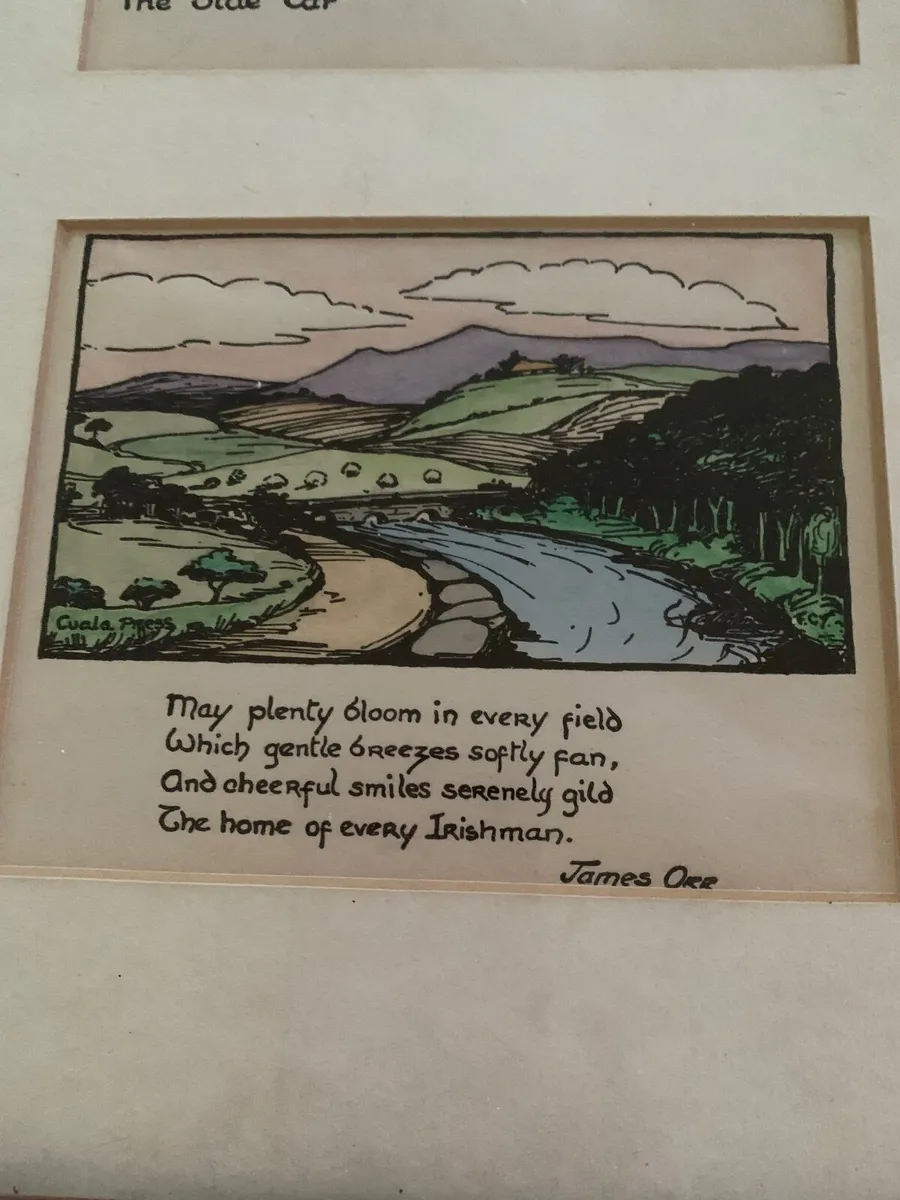 The Olde Car
Cuala Press
F.C.T.
May plenty bloom in every field
Which gentle breezes softly fan,
And cheerful smiles serenely gild
The home of every Irishman.
James Orr